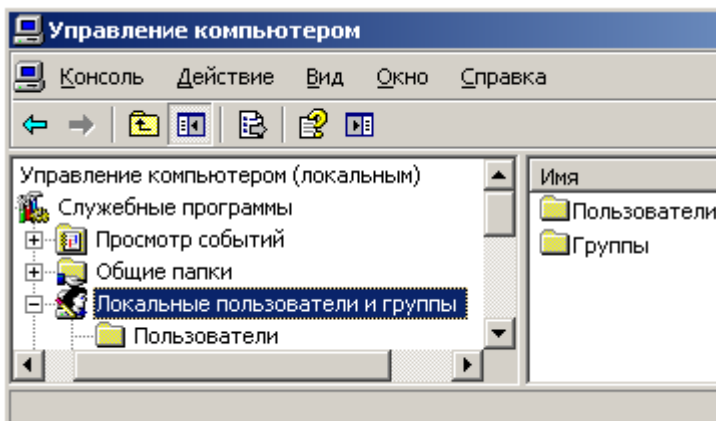 Управление компьютером
Консоль Действие Вид Окно Справка
Управление компьютером (локальным)
Служебные программы
Просмотр событий
Общие папки
Локальные пользователи и группы
Пользователи
Имя
Пользователи
Группы